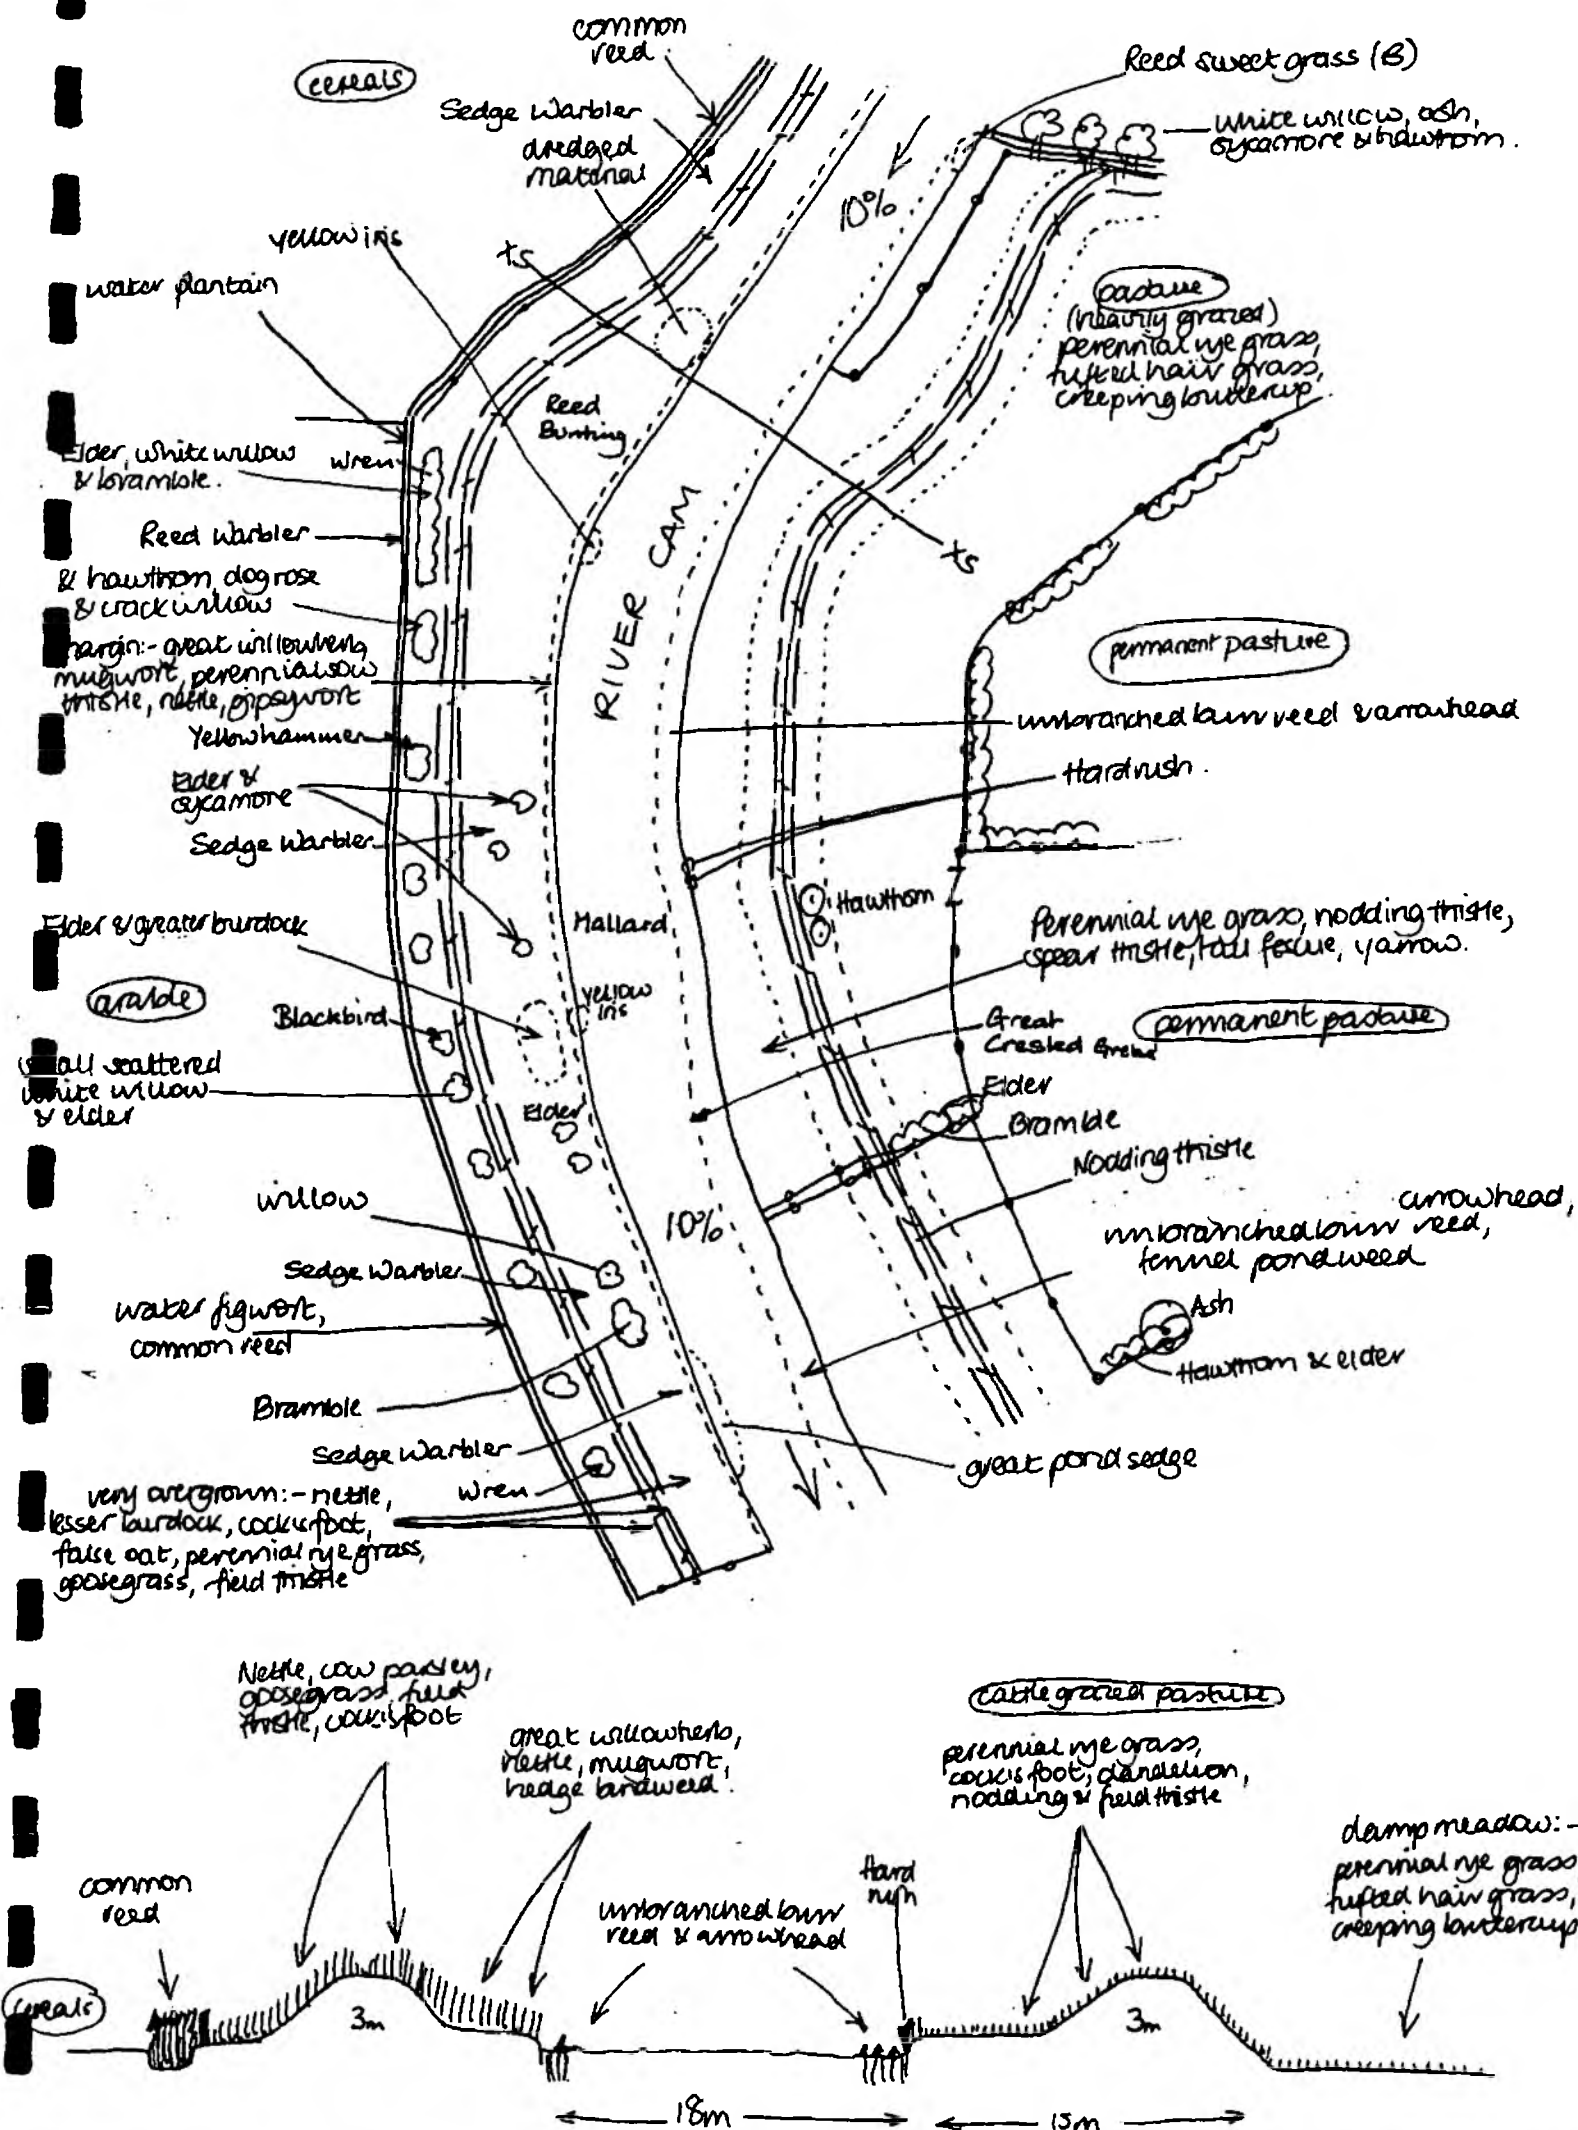 common
reed
cereals
Sedge Warbler
dredged
material
Reed sweet grass (B)
white willow, ash,
sycamore & hawthorn.
10%
yellow iris
xs
water plantain
pasture
(heavily grazed)
perennial rye grass,
tufted hair grass,
creeping buttercup
Reed
Bunting
Elder, white willow
& bramble.
Wren
Reed Warbler
RIVER CAM
xs
& hawthorn, dog rose
& crack willow
margin:- great willowherb,
mugwort, perennial sow
thistle, nettle, gipsywort
permanent pasture
unbranched burr reed & arrowhead
Yellowhammer
Hardrush.
Elder &
sycamore
Sedge Warbler
Hawthorn
Elder & greater burdock
Mallard
Perennial rye grass, nodding thistle,
spear thistle, tall fescue, yarrow.
arable
yellow
iris
Blackbird
Great
Crested Grebe
permanent pasture
small scattered
white willow
& elder
Elder
Elder
Bramble
Nodding thistle
willow
10%
arrowhead,
unbranched burr reed,
fennel pondweed
Sedge Warbler
water figwort,
common reed
Ash
Hawthorn & elder
Bramble
Sedge Warbler
great pond sedge
very overgrown:- nettle,
lesser burdock, cocksfoot,
false oat, perennial rye grass,
goosegrass, field thistle
Wren
Nettle, cow parsley,
goosegrass, field
thistle, cocksfoot
great willowherb,
nettle, mugwort,
hedge bindweed.
cattle grazed pasture
perennial rye grass,
cocksfoot, dandelion,
nodding & field thistle
damp meadow:-
perennial rye grass
tufted hair grass,
creeping buttercup
common
reed
unbranched burr
reed & arrowhead
Hard
rush
cereals
3m
3m
18m
15m